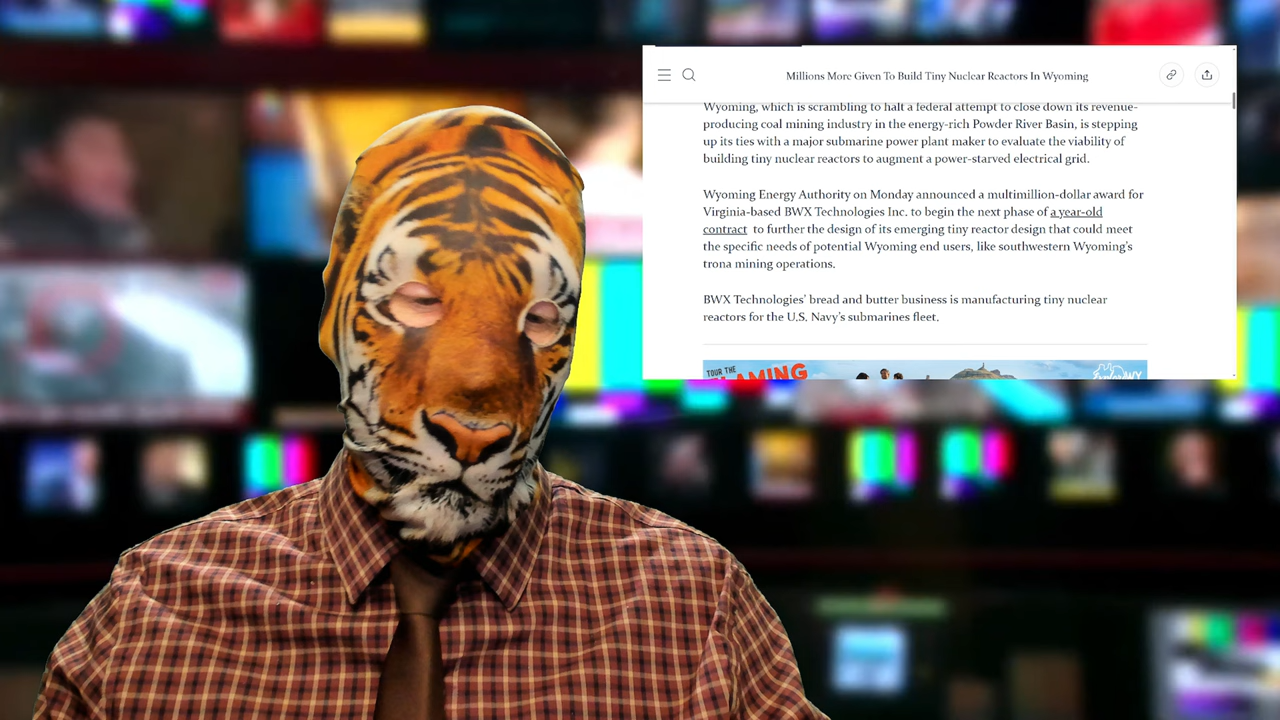 Millions More Given To Build Tiny Nuclear Reactors In Wyoming
Wyoming, which is scrambling to halt a federal attempt to close down its revenue-
producing coal mining industry in the energy-rich Powder River Basin, is stepping
up its ties with a major submarine power plant maker to evaluate the viability of
building tiny nuclear reactors to augment a power-starved electrical grid.
Wyoming Energy Authority on Monday announced a multimillion-dollar award for
Virginia-based BWX Technologies Inc. to begin the next phase of a year-old
contract to further the design of its emerging tiny reactor design that could meet
the specific needs of potential Wyoming end users, like southwestern Wyoming's
trona mining operations.
BWX Technologies' bread and butter business is manufacturing tiny nuclear
reactors for the U.S. Navy's submarines fleet.
TOUR THE